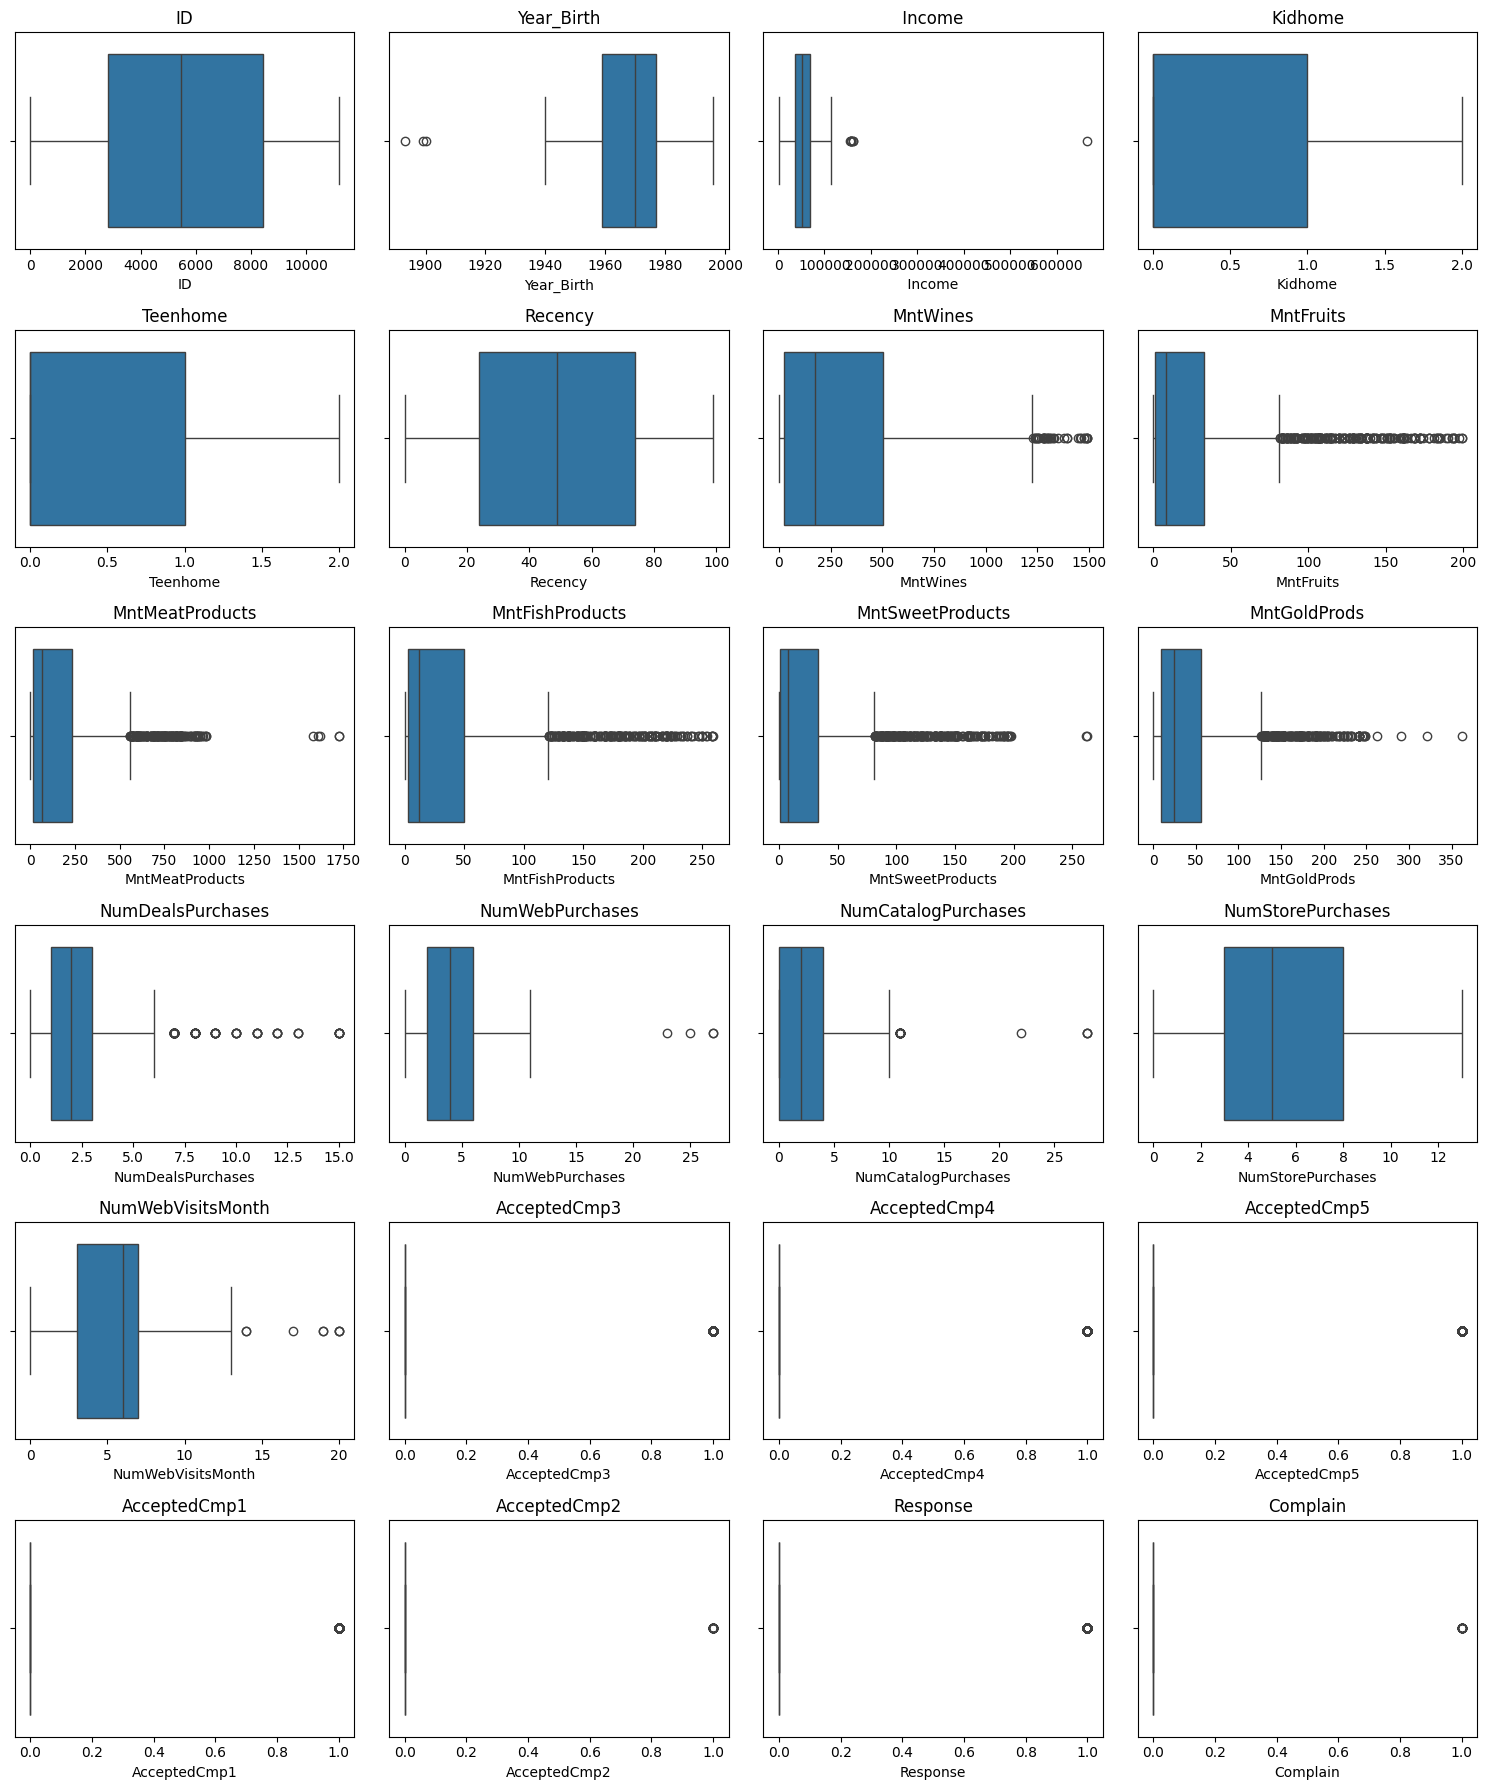 ID Year_Birth Income Kidhome
0 2000 4000 6000 8000 10000 1900 1920 1940 1960 1980 2000 0 100000 200000 300000 400000 500000 600000 0.0 0.5 1.0 1.5 2.0
ID Year_Birth Income Kidhome
Teenhome Recency MntWines MntFruits
0.0 0.5 1.0 1.5 2.0 0 20 40 60 80 100 0 250 500 750 1000 1250 1500 0 50 100 150 200
Teenhome Recency MntWines MntFruits
MntMeatProducts MntFishProducts MntSweetProducts MntGoldProds
0 250 500 750 1000 1250 1500 1750 0 50 100 150 200 250 0 50 100 150 200 250 0 50 100 150 200 250 300 350
MntMeatProducts MntFishProducts MntSweetProducts MntGoldProds
NumDealsPurchases NumWebPurchases NumCatalogPurchases NumStorePurchases
0.0 2.5 5.0 7.5 10.0 12.5 15.0 0 5 10 15 20 25 0 5 10 15 20 25 0 2 4 6 8 10 12
NumDealsPurchases NumWebPurchases NumCatalogPurchases NumStorePurchases
NumWebVisitsMonth AcceptedCmp3 AcceptedCmp4 AcceptedCmp5
0 5 10 15 20 0.0 0.2 0.4 0.6 0.8 1.0 0.0 0.2 0.4 0.6 0.8 1.0 0.0 0.2 0.4 0.6 0.8 1.0
NumWebVisitsMonth AcceptedCmp3 AcceptedCmp4 AcceptedCmp5
AcceptedCmp1 AcceptedCmp2 Response Complain
0.0 0.2 0.4 0.6 0.8 1.0 0.0 0.2 0.4 0.6 0.8 1.0 0.0 0.2 0.4 0.6 0.8 1.0 0.0 0.2 0.4 0.6 0.8 1.0
AcceptedCmp1 AcceptedCmp2 Response Complain